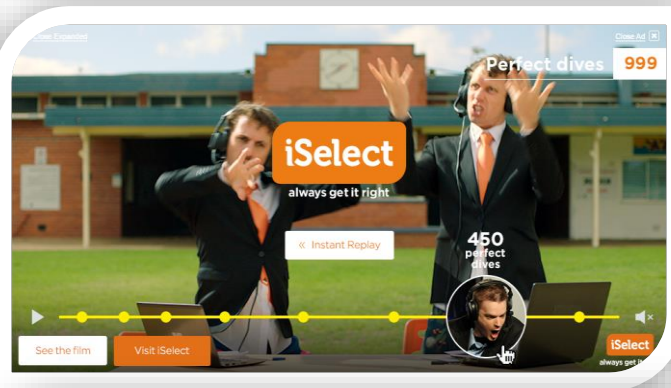 Close Expanded
Close Ad
Perfect dives 999
iSelect
always get it right
« Instant Replay
450
perfect
dives
See the film
Visit iSelect
iSelect
always get it